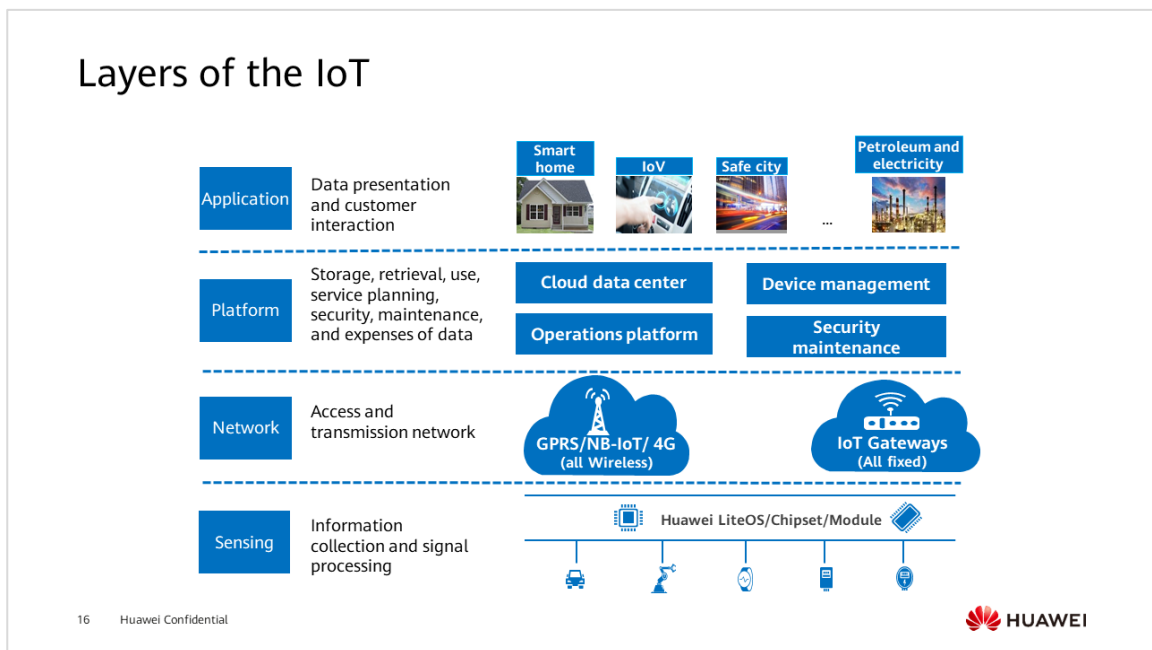 Layers of the IoT
Application
Data presentation
and customer
interaction
Smart
home
IoV
Safe city
...
Petroleum and
electricity
Platform
Storage, retrieval, use,
service planning,
security, maintenance,
and expenses of data
Cloud data center
Device management
Operations platform
Security
maintenance
Network
Access and
transmission network
GPRS/NB-IoT/ 4G
(all Wireless)
IoT Gateways
(All fixed)
Sensing
Information
collection and signal
processing
Huawei LiteOS/Chipset/Module
16
Huawei Confidential
HUAWEI